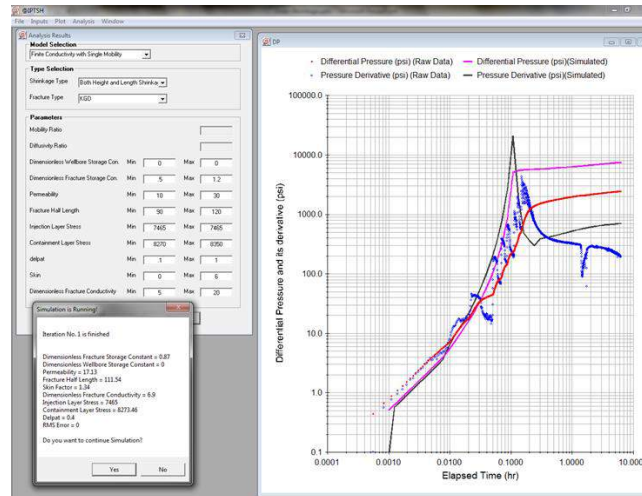 @IPTSH
File Inputs Plot Analysis Window
Analysis Results
Model Selection
Finite Conductivity with Single Mobility
Type Selection
Shrinkage Type Both Height and Length Shrinka
Fracture Type KGD
Parameters
Mobility Ratio
Diffusivity Ratio
Dimensionless Wellbore Storage Con. Min 0 Max 0
Dimensionless Fracture Storage Con. Min .5 Max 1.2
Permeability Min 10 Max 30
Fracture Half Length Min 90 Max 120
Injection Layer Stress Min 7465 Max 7465
Containment Layer Stress Min 8270 Max 8350
delpat Min .1 Max 1
Skin Min 0 Max 6
Dimensionless Fracture Conductivity Min 5 Max 20
Simulation is Running!
Iteration No. 1 is finished
Dimensionless Fracture Storage Constant = 0.87
Dimensionless Wellbore Storage Constant = 0
Permeability = 17.13
Fracture Half Length = 111.54
Skin Factor = 1.34
Dimensionless Fracture Conductivity = 6.9
Injection Layer Stress = 7465
Containment Layer Stress = 8273.46
Delpat = 0.4
RMS Error = 0
Do you want to continue Simulation?
Yes No
DP
Differential Pressure (psi) (Raw Data) Differential Pressure (psi)(Simulated)
Pressure Derivative (psi) (Raw Data) Pressure Derivative (psi)(Simulated)
Differential Pressure and its derivative (psi)
100000.0
10000.0
1000.0
100.0
10.0
1.0
0.1
0.0001 0.0010 0.0100 0.1000 1.0000 10.000
Elapsed Time (hr)